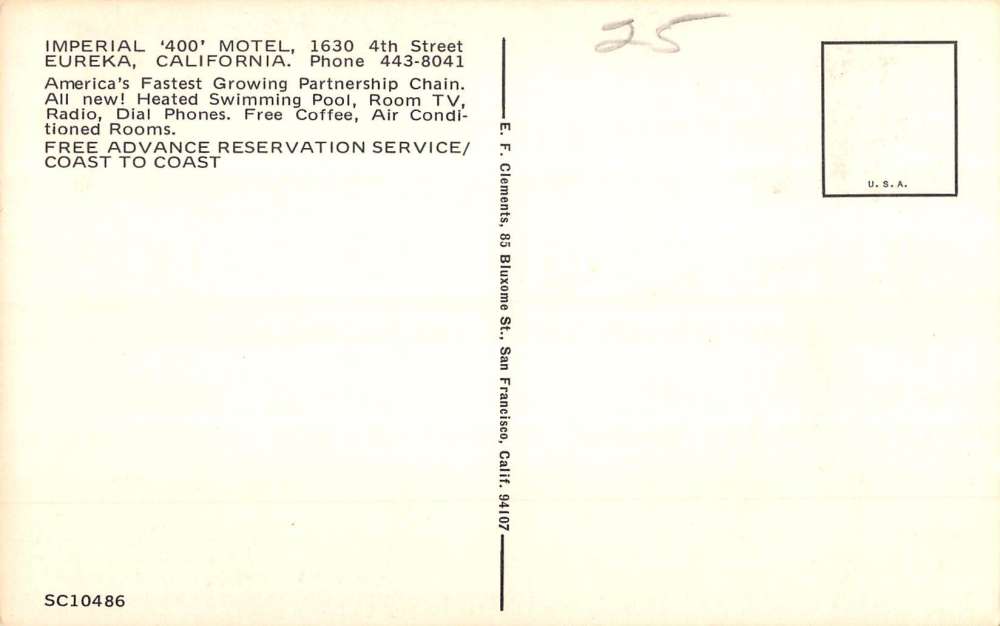 IMPERIAL '400' MOTEL, 1630 4th Street
EUREKA, CALIFORNIA. Phone 443-8041
America's Fastest Growing Partnership Chain.
All new! Heated Swimming Pool, Room TV,
Radio, Dial Phones. Free Coffee, Air Condi-
tioned Rooms.
FREE ADVANCE RESERVATION SERVICE/
COAST TO COAST
SC10486
E. F. Clements, 85 Bluxome St., San Francisco, Calif. 94107
25
U. S. A.